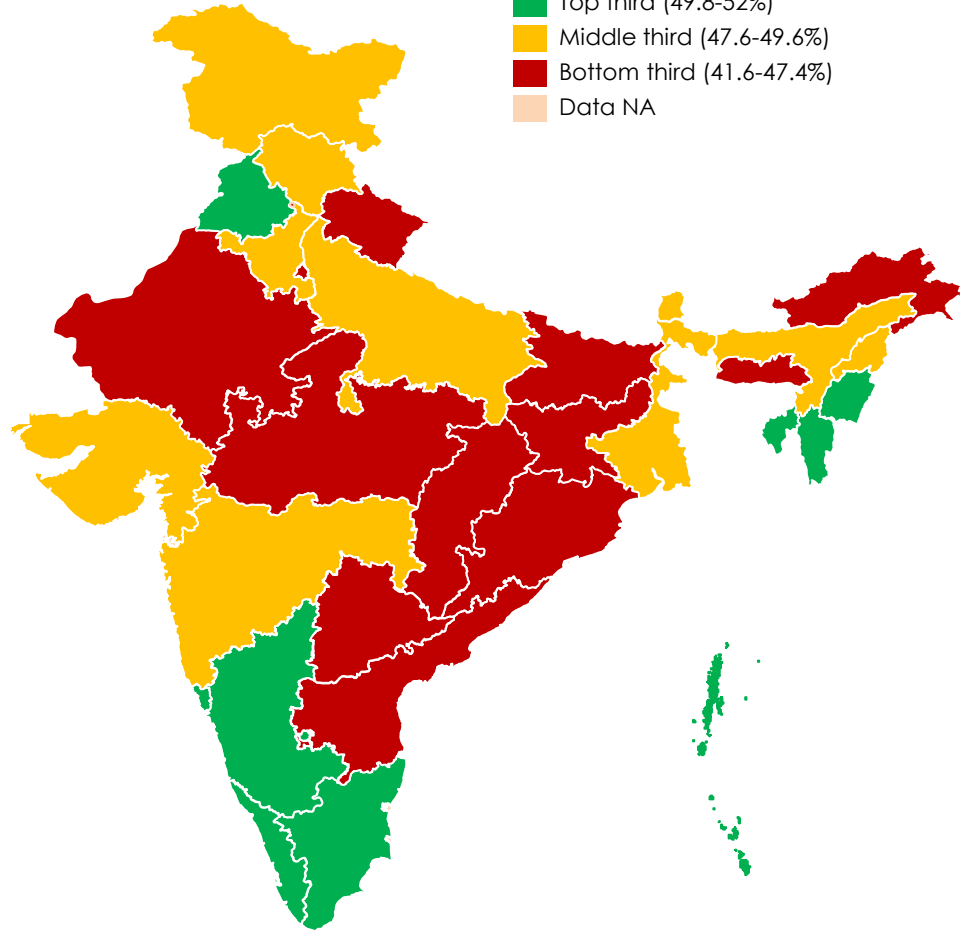 Top third (49.8-52%)
Middle third (47.6-49.6%)
Bottom third (41.6-47.4%)
Data NA